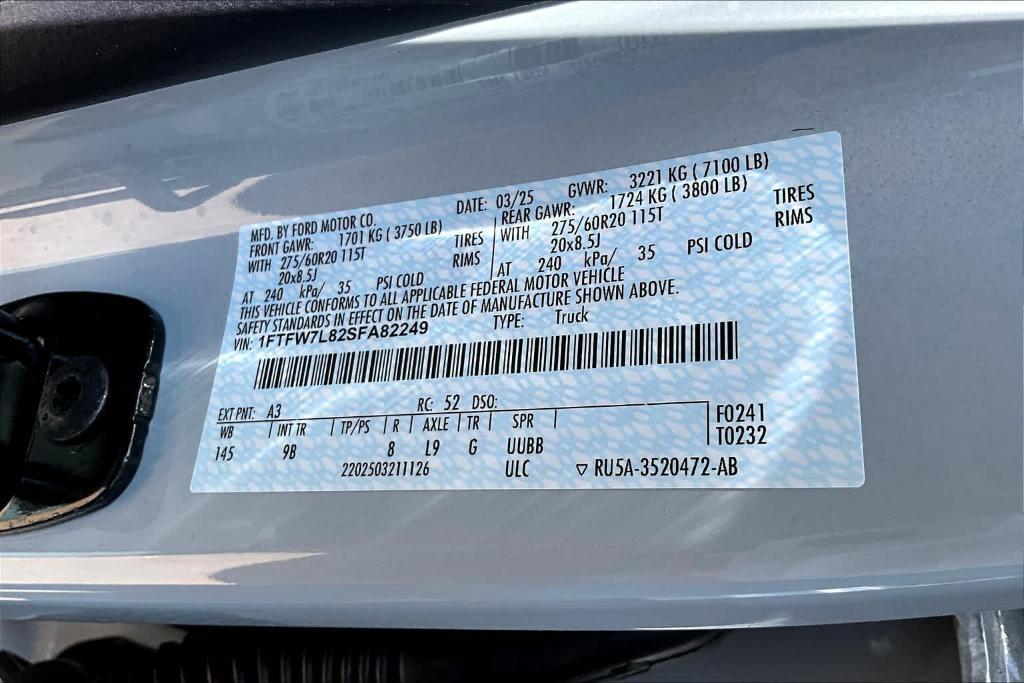 MFD. BY FORD MOTOR CO. DATE: 03/25 GVWR: 3221 KG ( 7100 LB)
FRONT GAWR: 1701 KG ( 3750 LB) REAR GAWR: 1724 KG ( 3800 LB)
WITH 275/60R20 115T TIRES WITH 275/60R20 115T TIRES
20x8.5J RIMS 20x8.5J RIMS
AT 240 kPa/ 35 PSI COLD AT 240 kPa/ 35 PSI COLD
THIS VEHICLE CONFORMS TO ALL APPLICABLE FEDERAL MOTOR VEHICLE
SAFETY STANDARDS IN EFFECT ON THE DATE OF MANUFACTURE SHOWN ABOVE.
VIN: 1FTFW7L82SFA82249 TYPE: Truck
EXT PNT: A3 RC: 52 DSO:
WB INT TR TP/PS R AXLE TR SPR F0241
145 9B 8 L9 G UUBB T0232
2202503211126 ULC ▽ RU5A-3520472-AB